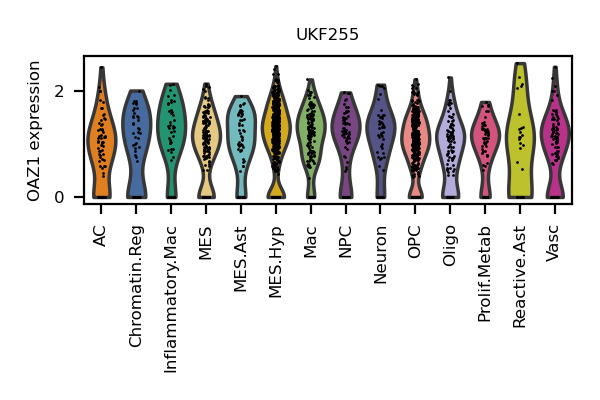 UKF255
OAZ1 expression
2
0
AC
Chromatin.Reg
Inflammatory.Mac
MES
MES.Ast
MES.Hyp
Mac
NPC
Neuron
OPC
Oligo
Prolif.Metab
Reactive.Ast
Vasc